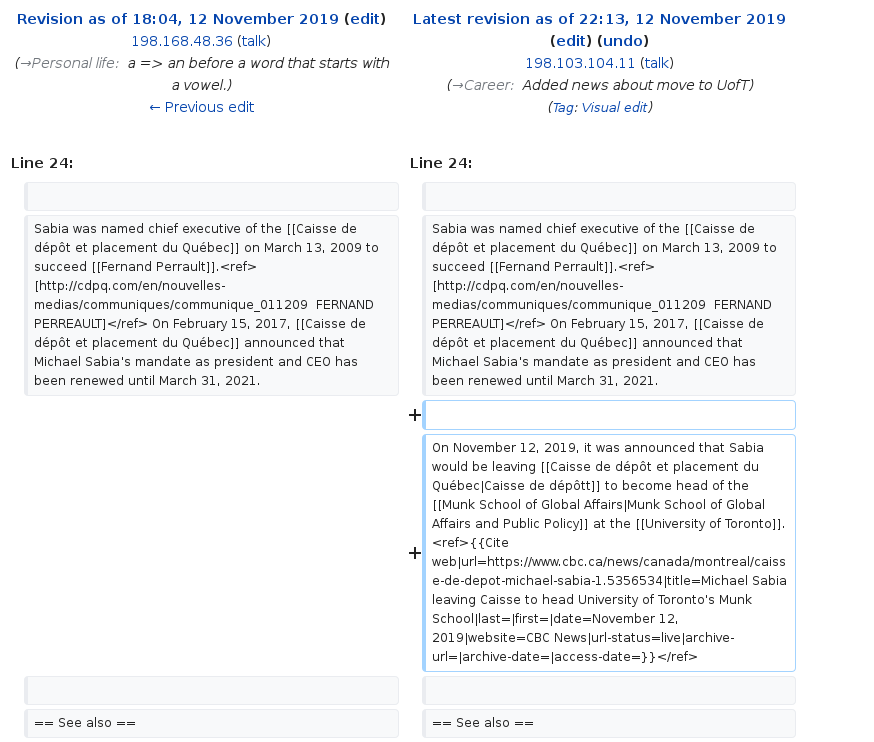 Revision as of 18:04, 12 November 2019 (edit)
198.168.48.36 (talk)
(→Personal life: a => an before a word that starts with
a vowel.)
← Previous edit
Latest revision as of 22:13, 12 November 2019
(edit) (undo)
198.103.104.11 (talk)
(→Career: Added news about move to UofT)
(Tag: Visual edit)
Line 24:
Line 24:
Sabia was named chief executive of the [[Caisse de
dépôt et placement du Québec]] on March 13, 2009 to
succeed [[Fernand Perrault]].<ref>
[http://cdpq.com/en/nouvelles-
medias/communiques/communique_011209  FERNAND
PERREAULT]</ref> On February 15, 2017, [[Caisse de
dépôt et placement du Québec]] announced that
Michael Sabia's mandate as president and CEO has
been renewed until March 31, 2021.
Sabia was named chief executive of the [[Caisse de
dépôt et placement du Québec]] on March 13, 2009 to
succeed [[Fernand Perrault]].<ref>
[http://cdpq.com/en/nouvelles-
medias/communiques/communique_011209  FERNAND
PERREAULT]</ref> On February 15, 2017, [[Caisse de
dépôt et placement du Québec]] announced that
Michael Sabia's mandate as president and CEO has
been renewed until March 31, 2021.
+
+
On November 12, 2019, it was announced that Sabia
would be leaving [[Caisse de dépôt et placement du
Québec|Caisse de dépôtt]] to become head of the
[[Munk School of Global Affairs|Munk School of Global
Affairs and Public Policy]] at the [[University of Toronto]].
<ref>{{Cite
web|url=https://www.cbc.ca/news/canada/montreal/caiss
e-de-depot-michael-sabia-1.5356534|title=Michael Sabia
leaving Caisse to head University of Toronto's Munk
School|last=|first=|date=November 12,
2019|website=CBC News|url-status=live|archive-
url=|archive-date=|access-date=}}</ref>
== See also ==
== See also ==